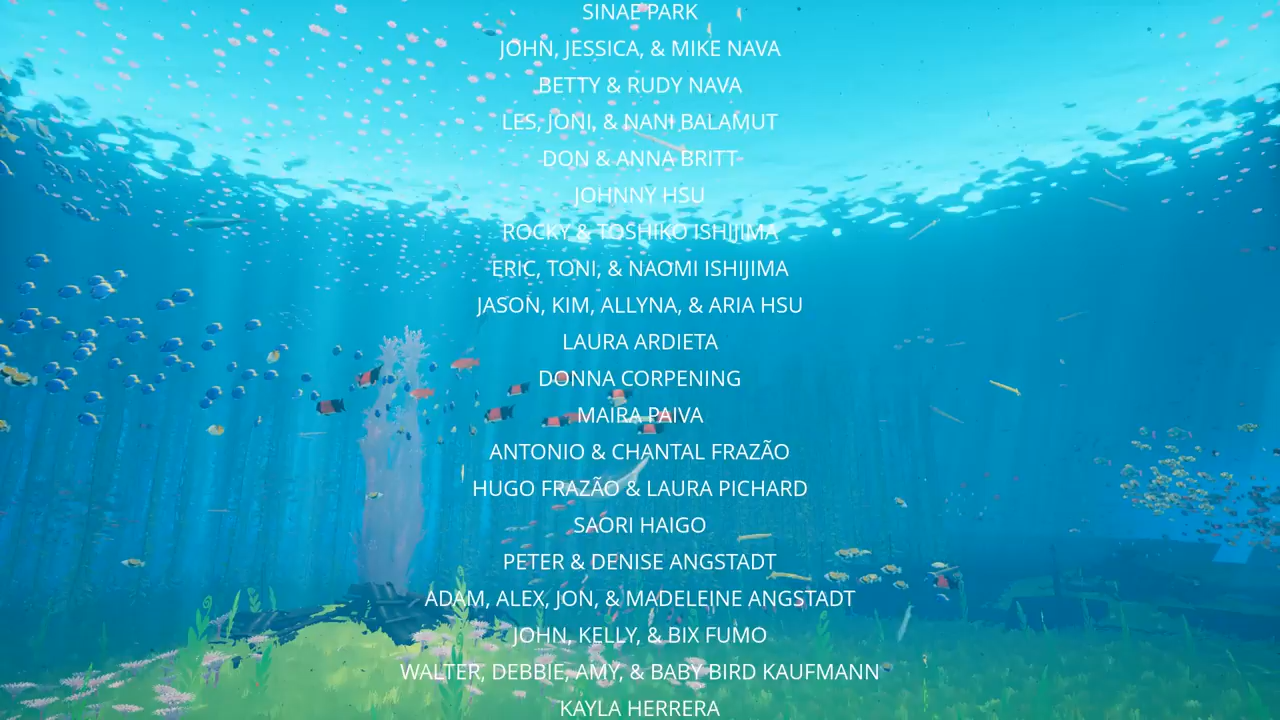 SINAE PARK
JOHN, JESSICA, & MIKE NAVA
BETTY & RUDY NAVA
LES, JONI, & NANI BALAMUT
DON & ANNA BRITT
JOHNNY HSU
ROCKY & TOSHIKO ISHIJIMA
ERIC, TONI, & NAOMI ISHIJIMA
JASON, KIM, ALLYNA, & ARIA HSU
LAURA ARDIETA
DONNA CORPENING
MAIRA PAIVA
ANTONIO & CHANTAL FRAZÃO
HUGO FRAZÃO & LAURA PICHARD
SAORI HAIGO
PETER & DENISE ANGSTADT
ADAM, ALEX, JON, & MADELEINE ANGSTADT
JOHN, KELLY, & BIX FUMO
WALTER, DEBBIE, AMY, & BABY BIRD KAUFMANN
KAYLA HERRERA